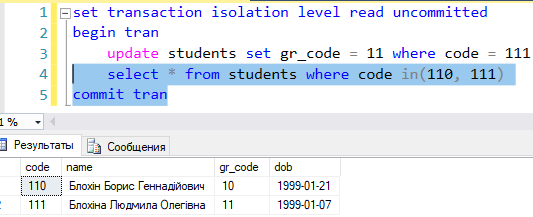 1 set transaction isolation level read uncommitted
2 begin tran
3 update students set gr_code = 11 where code = 111
4 select * from students where code in(110, 111)
5 commit tran
1 %
Результаты Сообщения
code name gr_code dob
110 Блохін Борис Геннадійович 10 1999-01-21
2 111 Блохіна Людмила Олегівна 11 1999-01-07